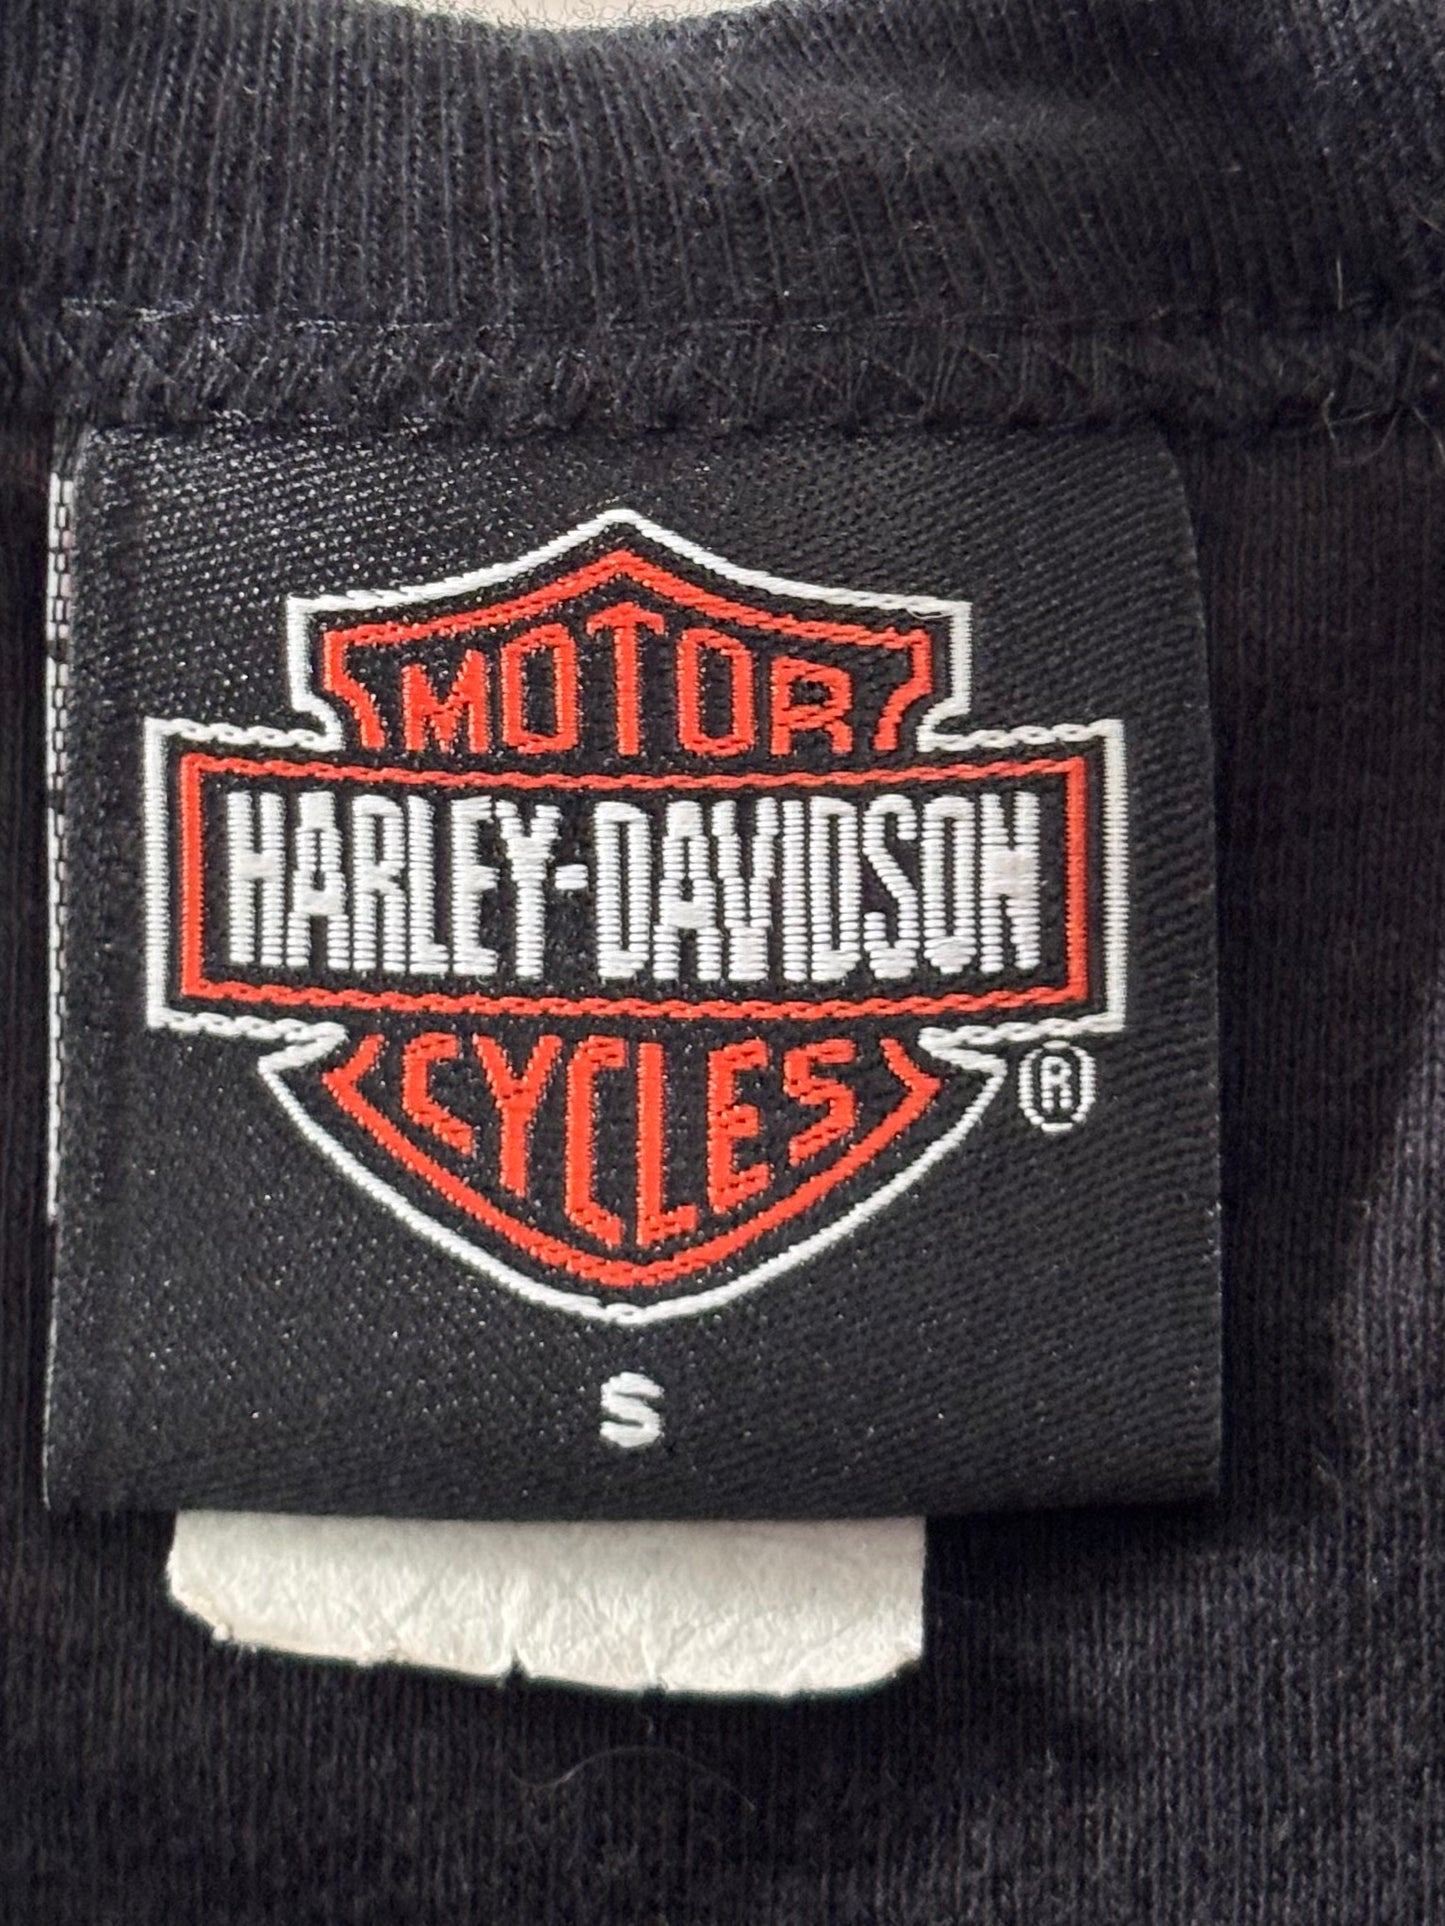 MOTOR
HARLEY-DAVIDSON
CYCLES
®
S